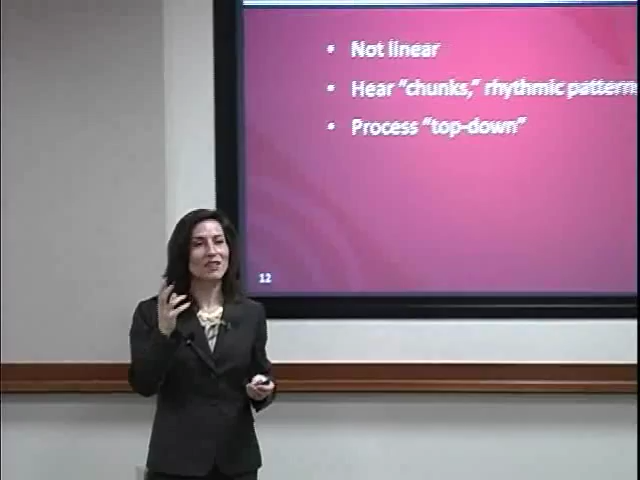 • Not linear
• Hear “chunks,” rhythmic pattern
• Process “top-down”
12